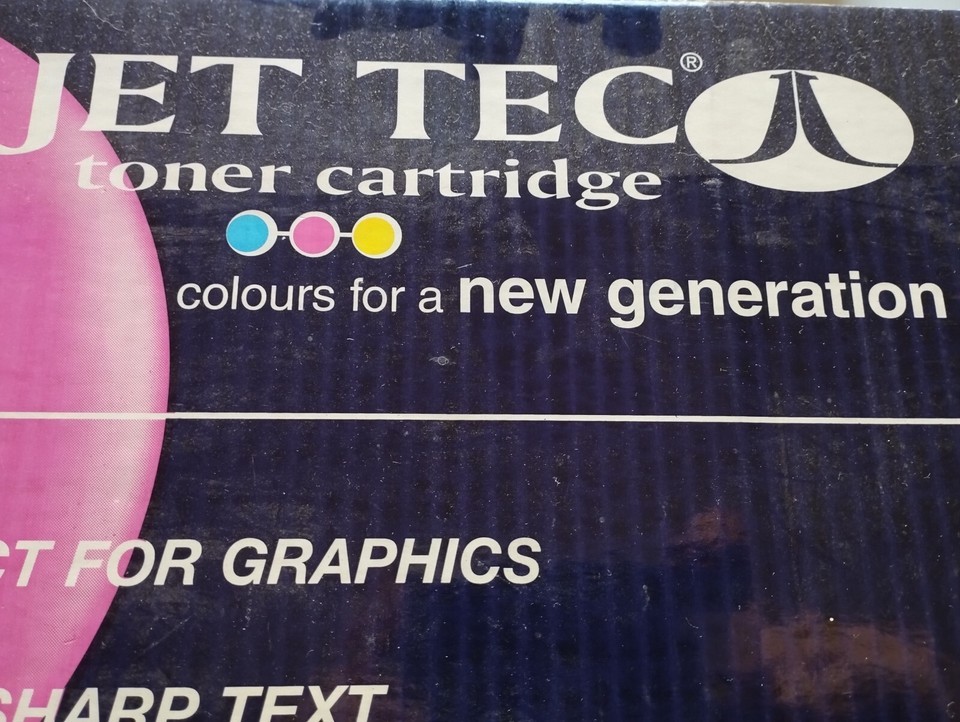 JET TEC®
toner cartridge
colours for a new generation
CT FOR GRAPHICS
SHARP TEXT